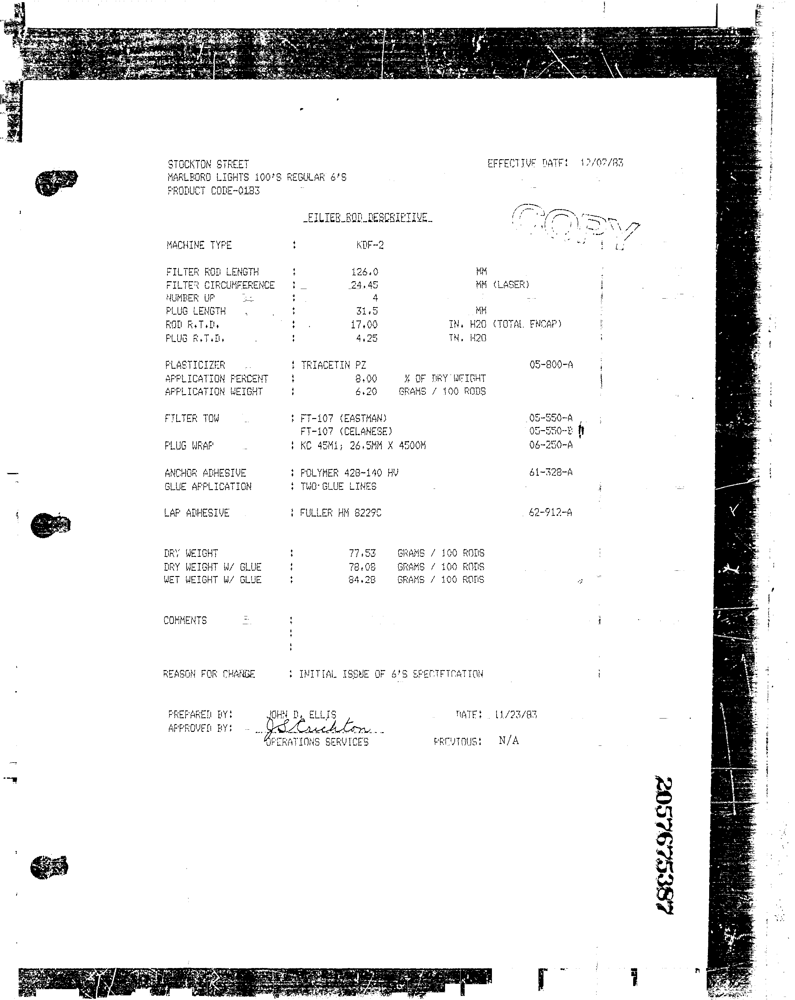 STOCKTON STREET EFFECTIVE DATE: 12/02/83
MARLBORO LIGHTS 100'S REGULAR 6'S
PRODUCT CODE-0183
FILTER ROD DESCRIPTIVE
COPY
MACHINE TYPE : KDF-2
FILTER ROD LENGTH : 126.0 MM
FILTER CIRCUMFERENCE : 24.45 MM (LASER)
NUMBER UP : 4
PLUG LENGTH : 31.5 MM
ROD R.T.D. : 17.00 IN. H2O (TOTAL ENCAP)
PLUG R.T.D. : 4.25 IN. H2O
PLASTICIZER : TRIACETIN PZ 05-800-A
APPLICATION PERCENT : 8.00 % OF DRY WEIGHT
APPLICATION WEIGHT : 6.20 GRAMS / 100 RODS
FILTER TOW : FT-107 (EASTMAN) 05-550-A
FT-107 (CELANESE) 05-550-B
PLUG WRAP : KC 45M1; 26.5MM X 4500M 06-250-A
ANCHOR ADHESIVE : POLYMER 428-140 HV 61-328-A
GLUE APPLICATION : TWO GLUE LINES
LAP ADHESIVE : FULLER HM 8229C 62-912-A
DRY WEIGHT : 77.53 GRAMS / 100 RODS
DRY WEIGHT W/ GLUE : 78.08 GRAMS / 100 RODS
WET WEIGHT W/ GLUE : 84.28 GRAMS / 100 RODS
COMMENTS :
:
:
REASON FOR CHANGE : INITIAL ISSUE OF 6'S SPECIFICATION
PREPARED BY: JOHN D. ELLIS DATE: 11/23/83
APPROVED BY: J S Crichton
OPERATIONS SERVICES PREVIOUS: N/A
2057675387